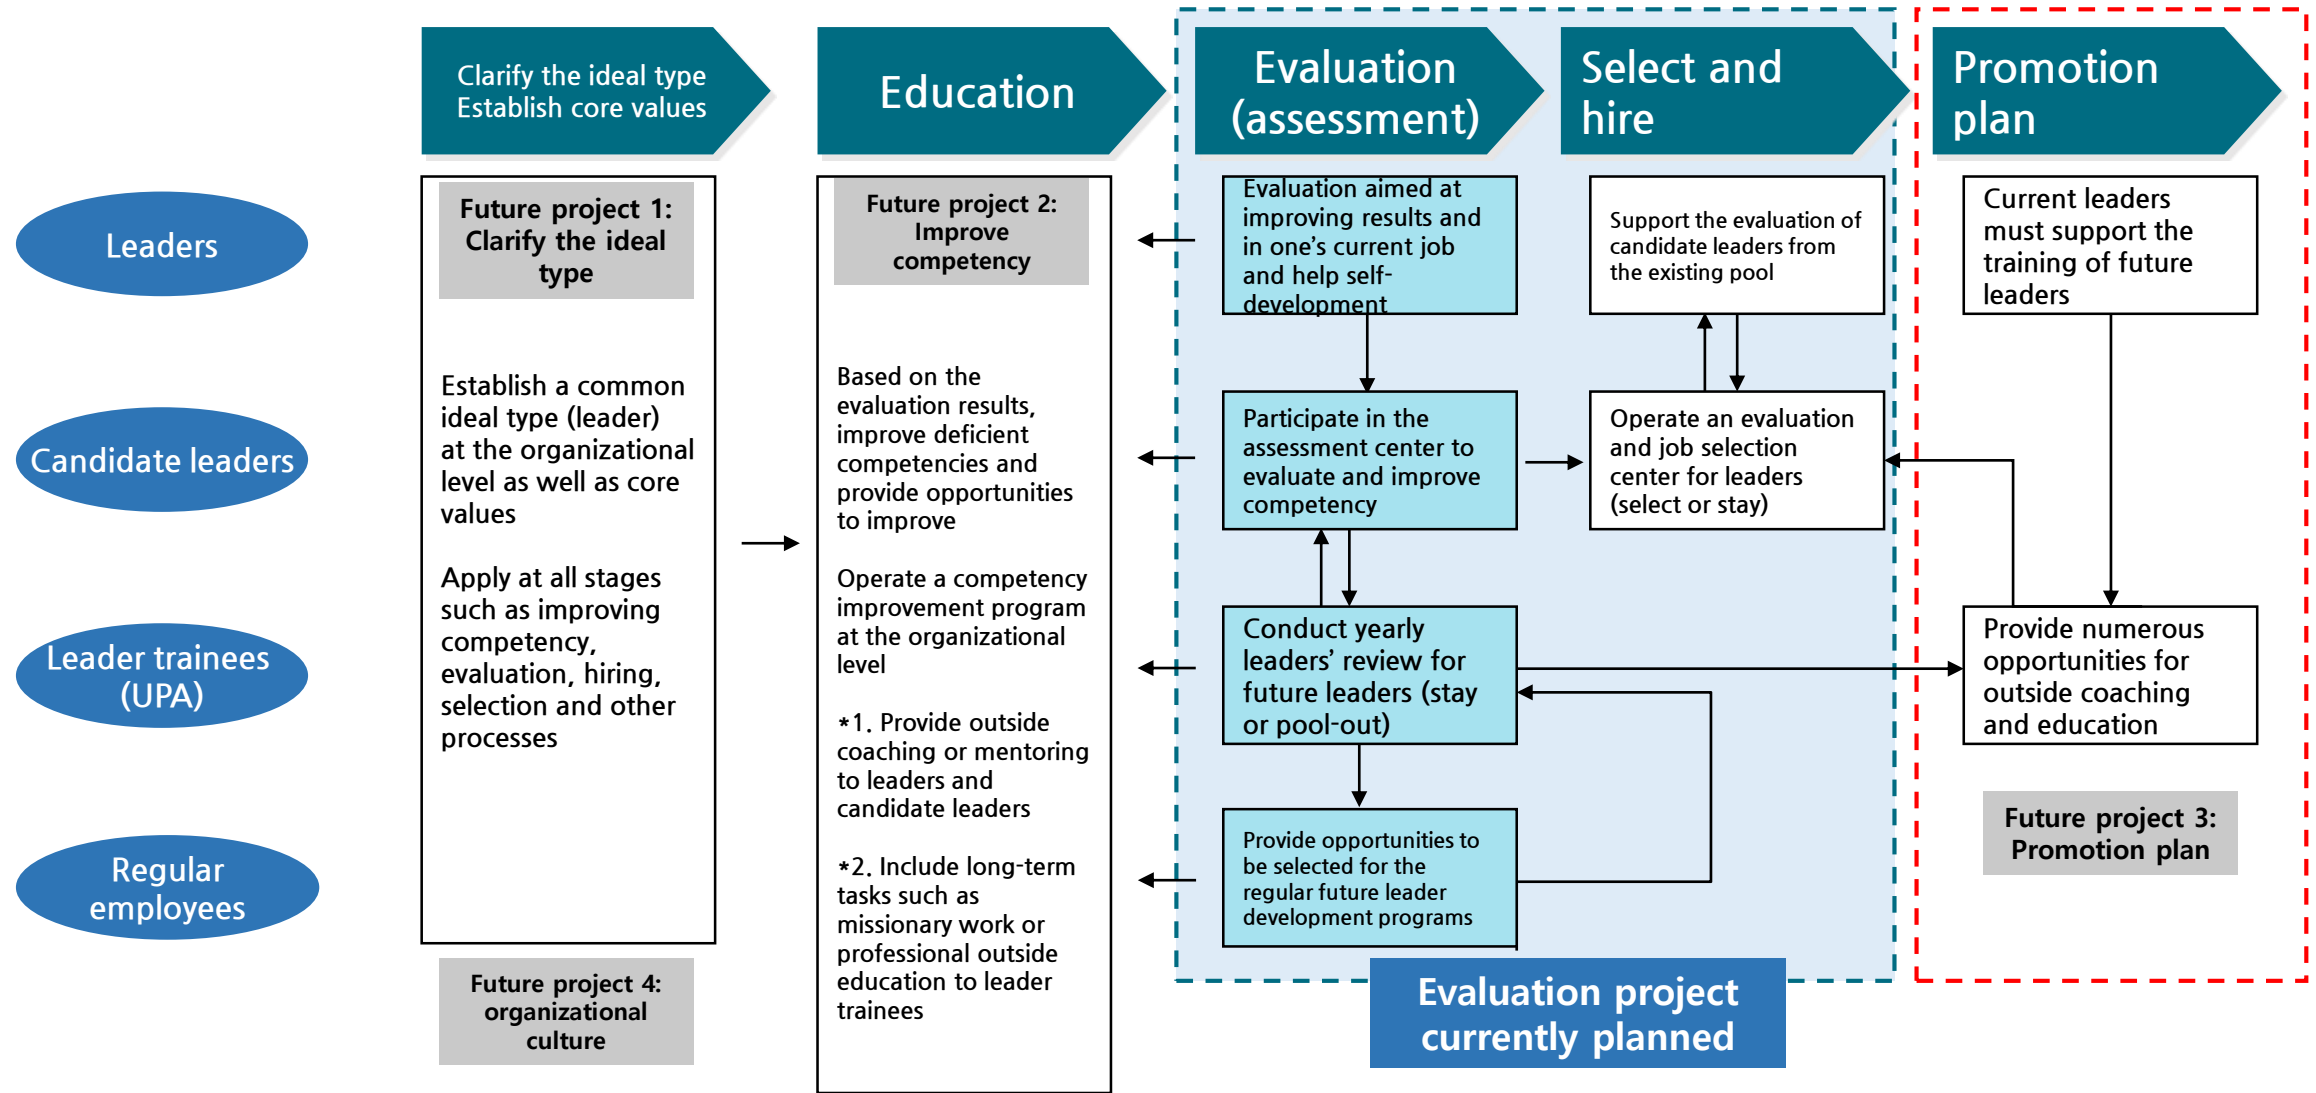 Clarify the ideal type
Establish core values
Education
Evaluation
(assessment)
Select and
hire
Promotion
plan
Leaders
Candidate leaders
Leader trainees
(UPA)
Regular
employees
Future project 1:
Clarify the ideal
type
Establish a common
ideal type (leader)
at the organizational
level as well as core
values
Apply at all stages
such as improving
competency,
evaluation, hiring,
selection and other
processes
Future project 4:
organizational
culture
Future project 2:
Improve
competency
Based on the
evaluation results,
improve deficient
competencies and
provide opportunities
to improve
Operate a competency
improvement program
at the organizational
level
*1. Provide outside
coaching or mentoring
to leaders and
candidate leaders
*2. Include long-term
tasks such as
missionary work or
professional outside
education to leader
trainees
Evaluation aimed at
improving results and
in one’s current job
and help self-
development
Participate in the
assessment center to
evaluate and improve
competency
Conduct yearly
leaders’ review for
future leaders (stay
or pool-out)
Provide opportunities to
be selected for the
regular future leader
development programs
Support the evaluation of
candidate leaders from
the existing pool
Operate an evaluation
and job selection
center for leaders
(select or stay)
Evaluation project
currently planned
Current leaders
must support the
training of future
leaders
Provide numerous
opportunities for
outside coaching
and education
Future project 3:
Promotion plan